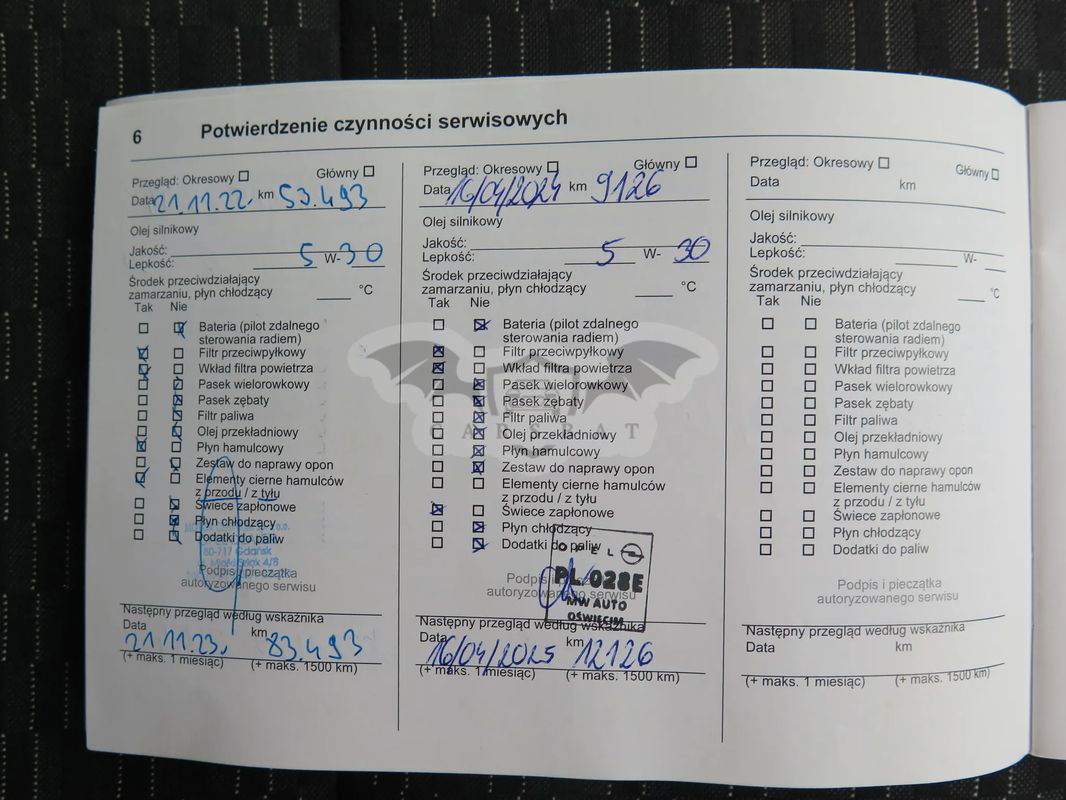 6 Potwierdzenie czynności serwisowych
Przegląd: Okresowy Główny
Data 21.11.22. km 53.493
Olej silnikowy
Jakość:
Lepkość: 5 W- 30
Środek przeciwdziałający
zamarzaniu, płyn chłodzący °C
Tak Nie
Bateria (pilot zdalnego
sterowania radiem)
Filtr przeciwpyłkowy
Wkład filtra powietrza
Pasek wielorowkowy
Pasek zębaty
Filtr paliwa
Olej przekładniowy
Płyn hamulcowy
Zestaw do naprawy opon
Elementy cierne hamulców
z przodu / z tyłu
Świece zapłonowe
Płyn chłodzący
Dodatki do paliw
80-717 Gdańsk
Podpis i pieczątka
autoryzowanego serwisu
Następny przegląd według wskaźnika
Data km
21 11.23. 83.493
(+ maks. 1 miesiąc) (+ maks. 1500 km)
Przegląd: Okresowy Główny
Data 16/04/2024 km 9126
Olej silnikowy
Jakość:
Lepkość: 5 W- 30
Środek przeciwdziałający
zamarzaniu, płyn chłodzący °C
Tak Nie
Bateria (pilot zdalnego
sterowania radiem)
Filtr przeciwpyłkowy
Wkład filtra powietrza
Pasek wielorowkowy
Pasek zębaty
Filtr paliwa
Olej przekładniowy
Płyn hamulcowy
Zestaw do naprawy opon
Elementy cierne hamulców
z przodu / z tyłu
Świece zapłonowe
Płyn chłodzący
Dodatki do paliw
OPEL
PL 028E
MW AUTO
OŚWIĘCIM
Podpis i pieczątka
autoryzowanego serwisu
Następny przegląd według wskaźnika
Data km
16/04/2025 12126
(+ maks. 1 miesiąc) (+ maks. 1500 km)
Przegląd: Okresowy Główny
Data km
Olej silnikowy
Jakość:
Lepkość: W-
Środek przeciwdziałający
zamarzaniu, płyn chłodzący °C
Tak Nie
Bateria (pilot zdalnego
sterowania radiem)
Filtr przeciwpyłkowy
Wkład filtra powietrza
Pasek wielorowkowy
Pasek zębaty
Filtr paliwa
Olej przekładniowy
Płyn hamulcowy
Zestaw do naprawy opon
Elementy cierne hamulców
z przodu / z tyłu
Świece zapłonowe
Płyn chłodzący
Dodatki do paliw
Podpis i pieczątka
autoryzowanego serwisu
Następny przegląd według wskaźnika
Data km
(+ maks. 1 miesiąc) (+ maks. 1500 km)
CARSBAT